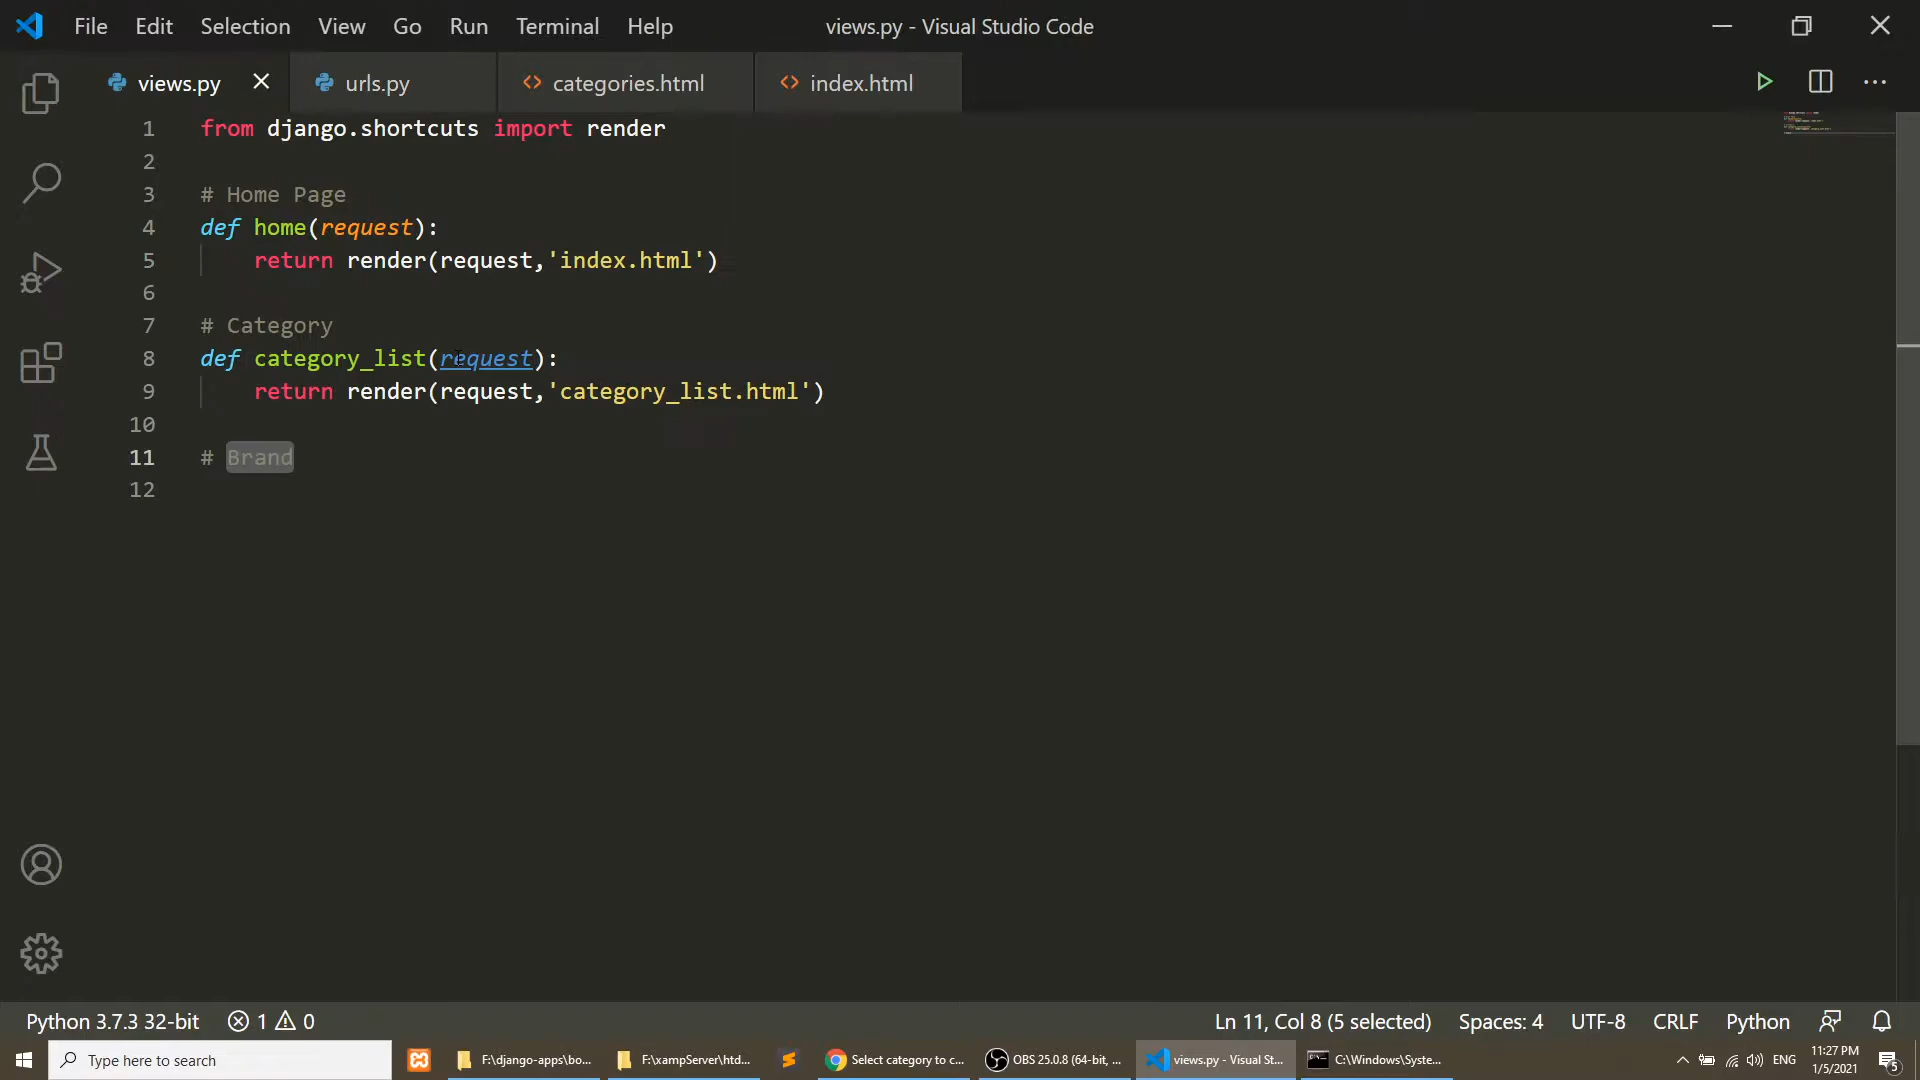 File Edit Selection View Go Run Terminal Help views.py - Visual Studio Code
views.py urls.py categories.html index.html
1 from django.shortcuts import render
2
3 # Home Page
4 def home(request):
5 return render(request,'index.html')
6
7 # Category
8 def category_list(request):
9 return render(request,'category_list.html')
10
11 # Brand
12
Python 3.7.3 32-bit 1 0 Ln 11, Col 8 (5 selected) Spaces: 4 UTF-8 CRLF Python
Type here to search F:\django-apps\bo... F:\xampServer\htd... Select category to c... OBS 25.0.8 (64-bit, ... views.py - Visual St... C:\Windows\Syste... ENG 11:27 PM
1/5/2021 5